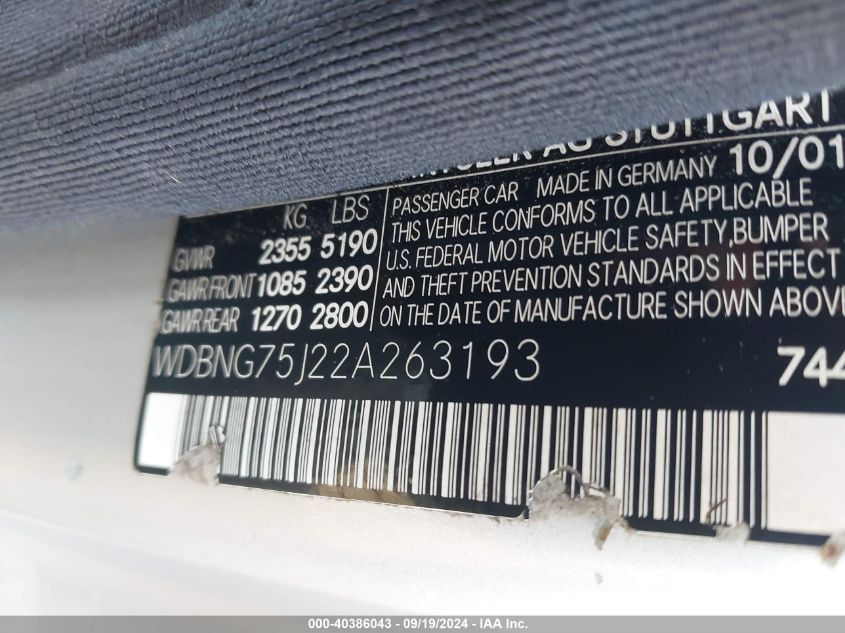 AG STUTTGART
10/01
PASSENGER CAR MADE IN GERMANY
THIS VEHICLE CONFORMS TO ALL APPLICABLE
U.S. FEDERAL MOTOR VEHICLE SAFETY, BUMPER
AND THEFT PREVENTION STANDARDS IN EFFECT
ON THE DATE OF MANUFACTURE SHOWN ABOVE
KG LBS
GVWR 2355 5190
GAWR FRONT 1085 2390
GAWR REAR 1270 2800
WDBNG75J22A263193
744
000-40386043 - 09/19/2024 - IAA Inc.